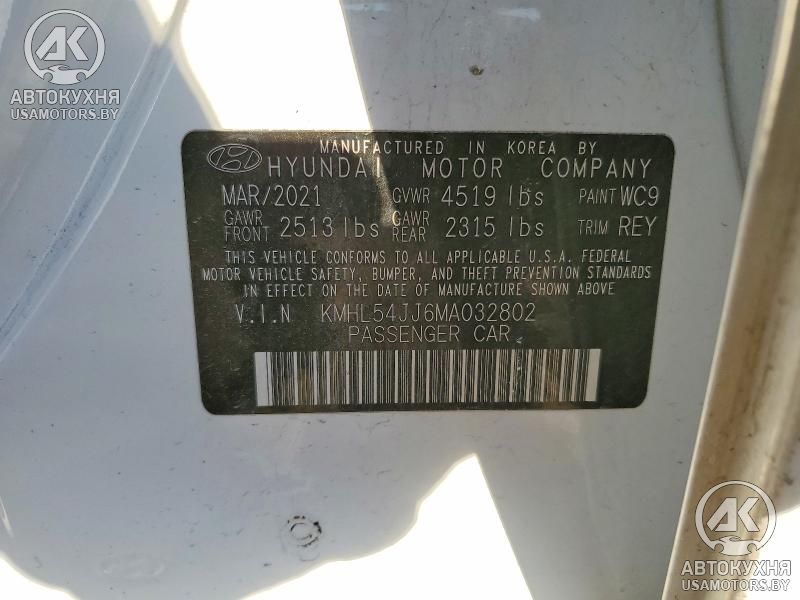 АК
АВТОКУХНЯ
USAMOTORS.BY
MANUFACTURED IN KOREA BY
HYUNDAI MOTOR COMPANY
MAR/2021 GVWR 4519 lbs PAINT WC9
GAWR FRONT 2513 lbs GAWR REAR 2315 lbs TRIM REY
THIS VEHICLE CONFORMS TO ALL APPLICABLE U.S.A. FEDERAL
MOTOR VEHICLE SAFETY, BUMPER, AND THEFT PREVENTION STANDARDS
IN EFFECT ON THE DATE OF MANUFACTURE SHOWN ABOVE
V.I.N KMHL54JJ6MA032802
PASSENGER CAR
АК
АВТОКУХНЯ
USAMOTORS.BY